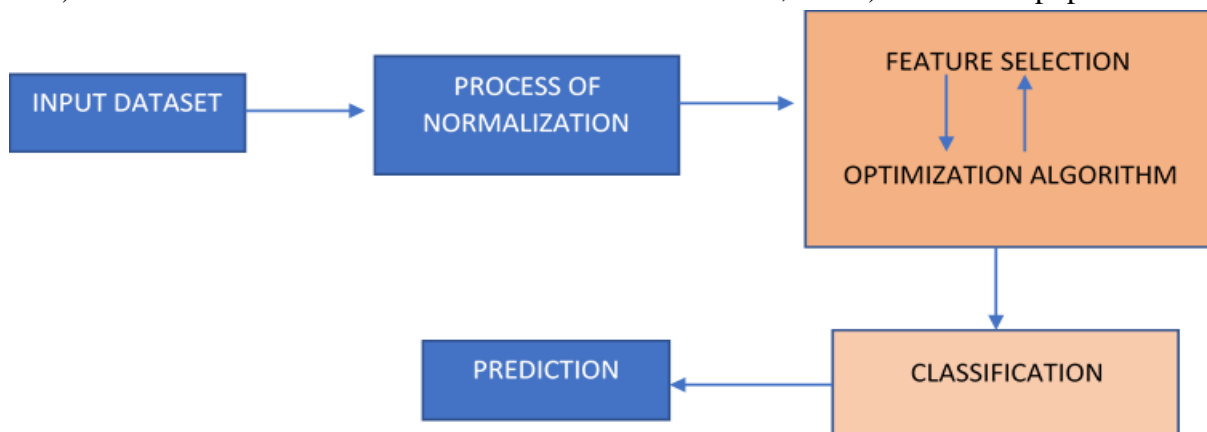 INPUT DATASET
PROCESS OF
NORMALIZATION
FEATURE SELECTION
OPTIMIZATION ALGORITHM
PREDICTION
CLASSIFICATION